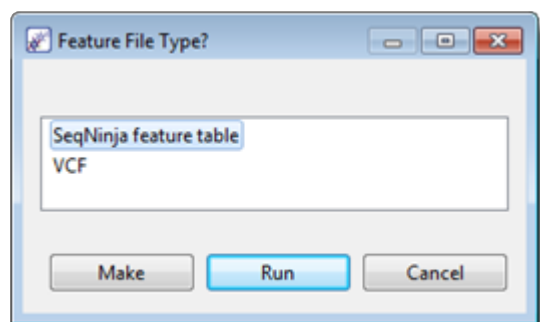 Feature File Type?
SeqNinja feature table
VCF
Make
Run
Cancel